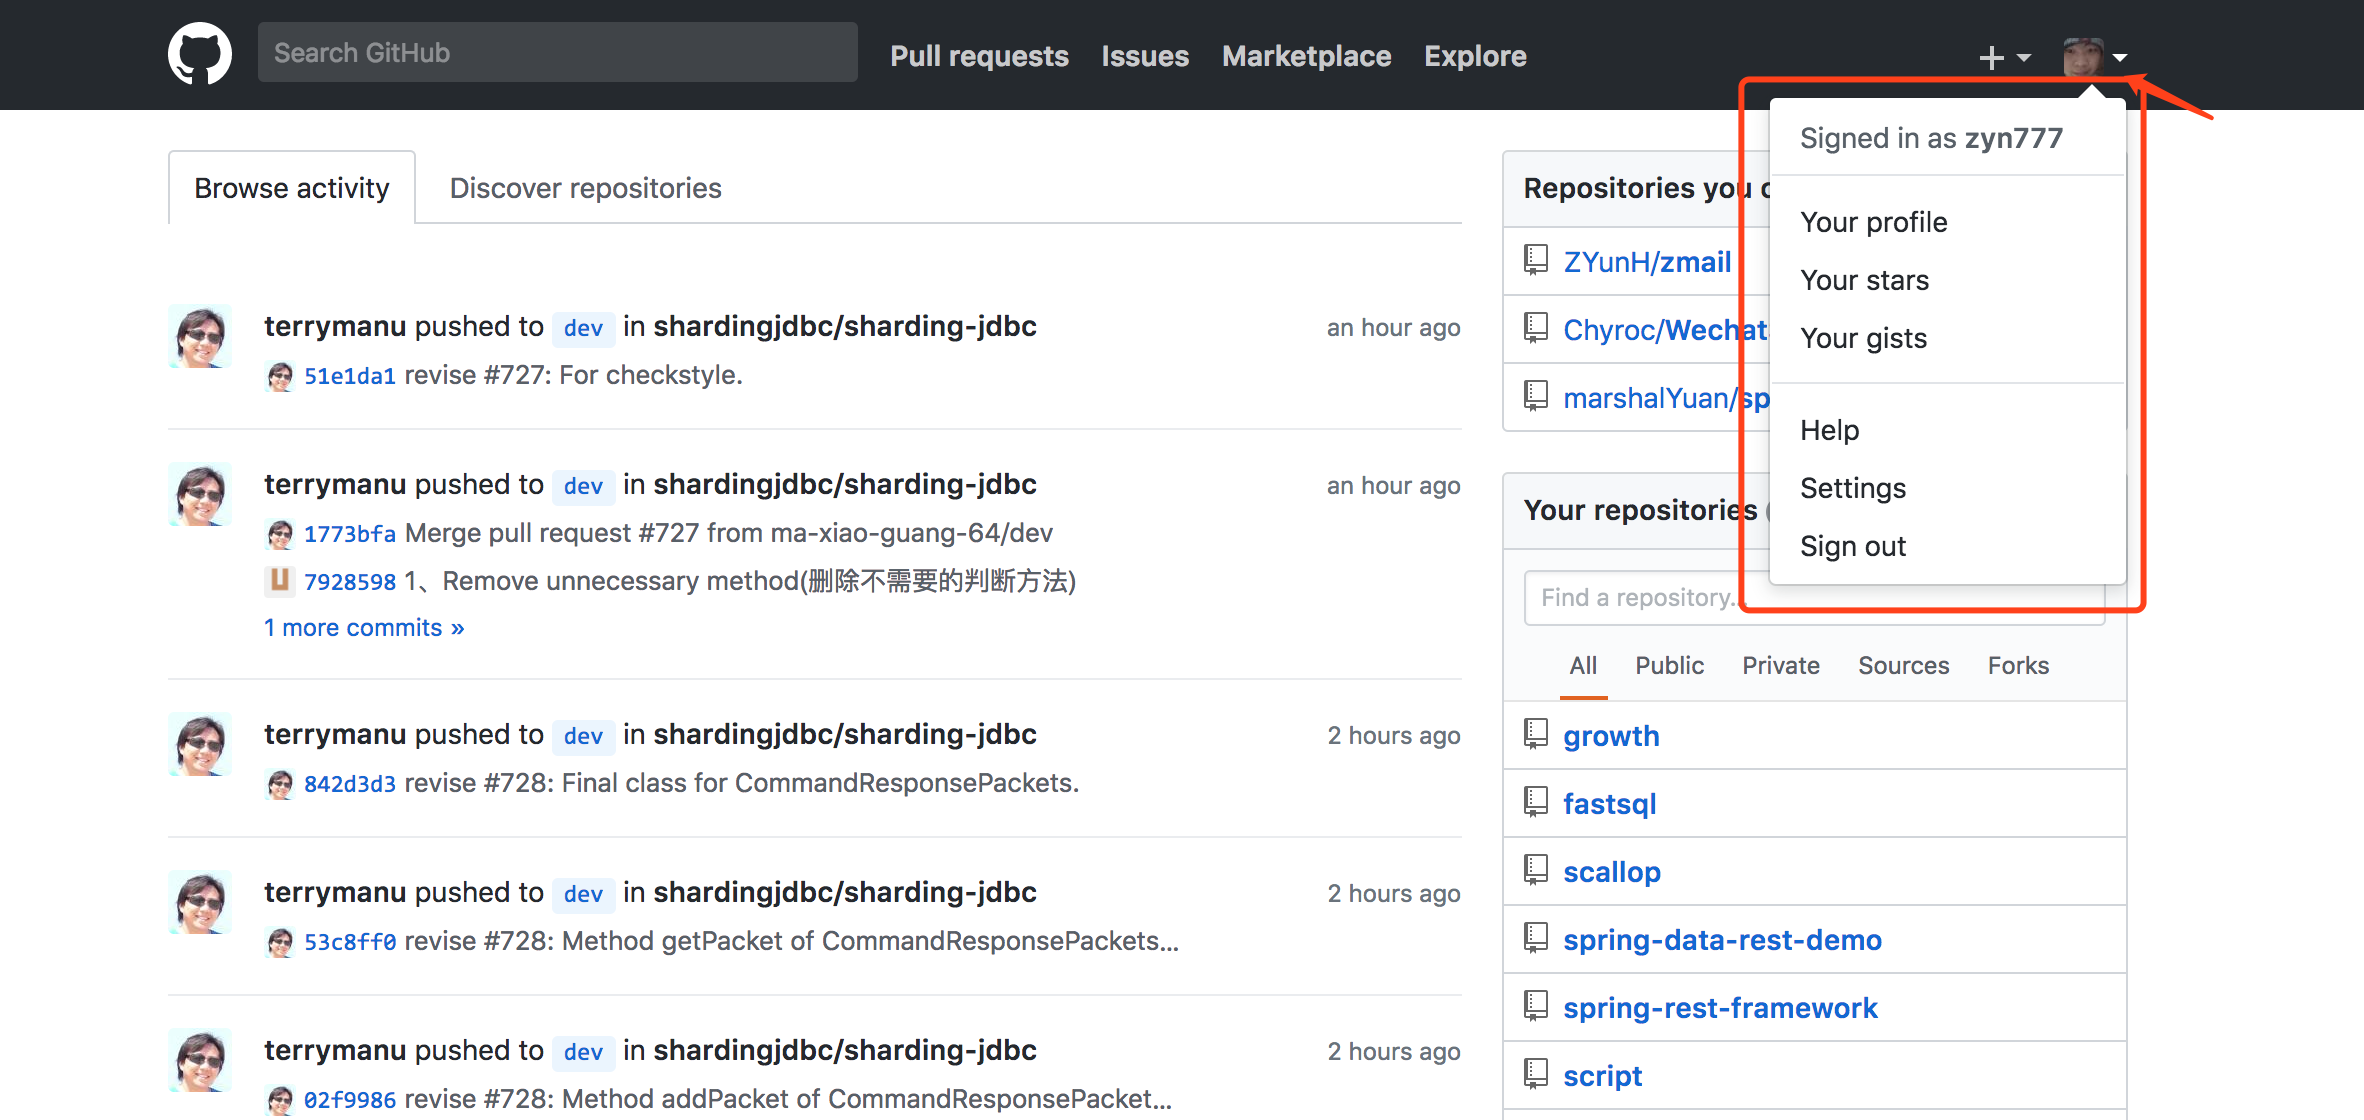 Search GitHub
Pull requests Issues Marketplace Explore
Signed in as zyn777
Your profile
Your stars
Your gists
Help
Settings
Sign out
Browse activity Discover repositories
terrymanu pushed to dev in shardingjdbc/sharding-jdbc an hour ago
51e1da1 revise #727: For checkstyle.
terrymanu pushed to dev in shardingjdbc/sharding-jdbc an hour ago
1773bfa Merge pull request #727 from ma-xiao-guang-64/dev
7928598 1、Remove unnecessary method(删除不需要的判断方法)
1 more commits »
terrymanu pushed to dev in shardingjdbc/sharding-jdbc 2 hours ago
842d3d3 revise #728: Final class for CommandResponsePackets.
terrymanu pushed to dev in shardingjdbc/sharding-jdbc 2 hours ago
53c8ff0 revise #728: Method getPacket of CommandResponsePackets...
terrymanu pushed to dev in shardingjdbc/sharding-jdbc 2 hours ago
02f9986 revise #728: Method addPacket of CommandResponsePacket...
Repositories you
ZYunH/zmail
Chyroc/Wechat
marshalYuan/sp
Your repositories
Find a repository...
All Public Private Sources Forks
growth
fastsql
scallop
spring-data-rest-demo
spring-rest-framework
script